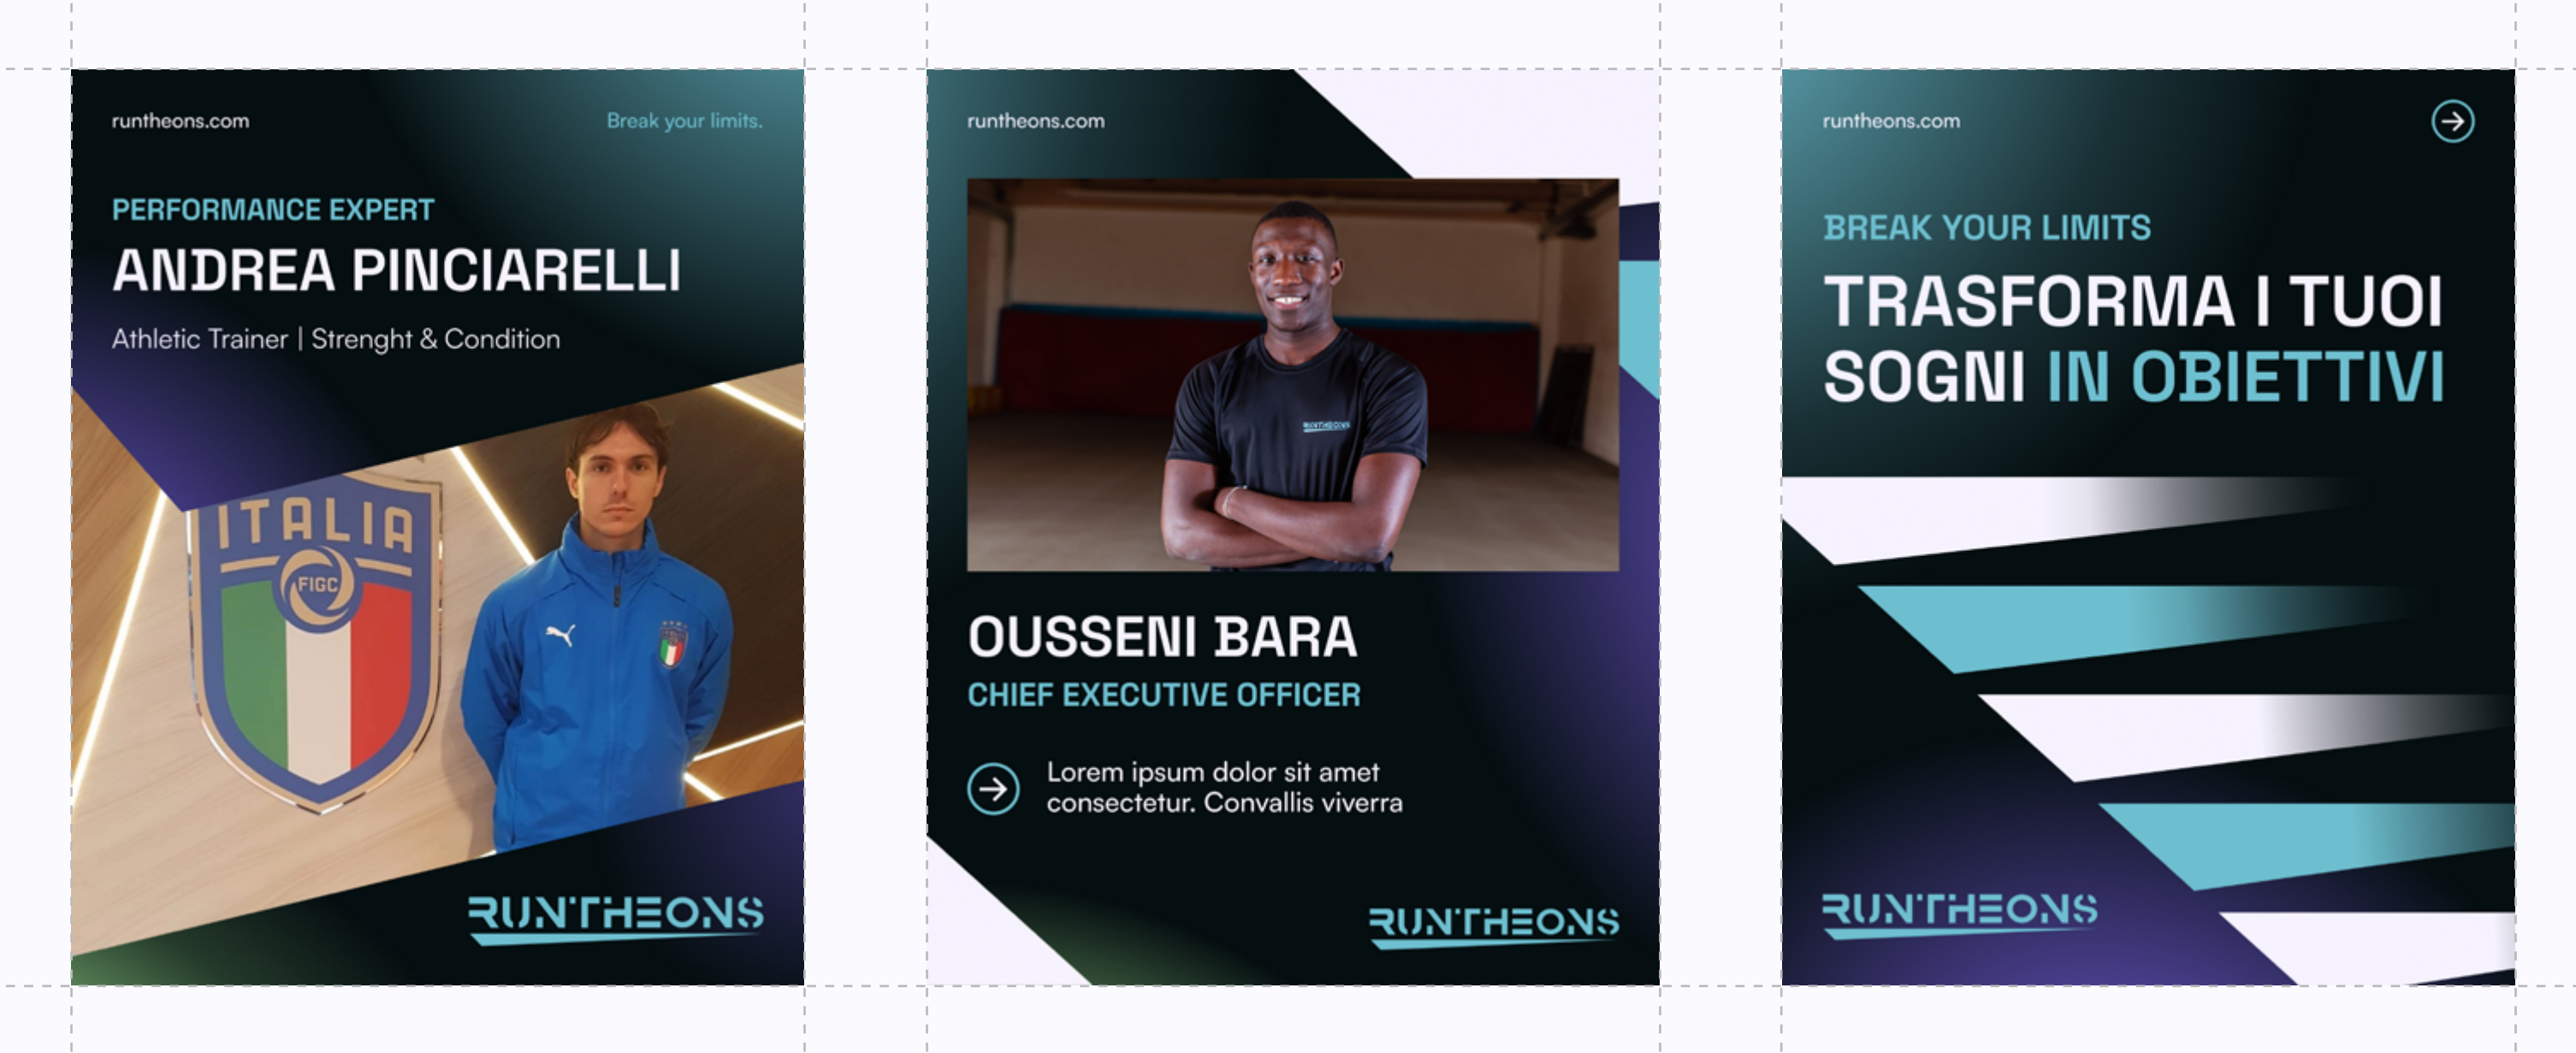 runtheons.com
Break your limits.
PERFORMANCE EXPERT
ANDREA PINCIARELLI
Athletic Trainer | Strenght & Condition
ITALIA
FIGC
RUNTHEONS
runtheons.com
RUNTHEONS
OUSSENI BARA
CHIEF EXECUTIVE OFFICER
Lorem ipsum dolor sit amet
consectetur. Convallis viverra
RUNTHEONS
runtheons.com
BREAK YOUR LIMITS
TRASFORMA I TUOI
SOGNI IN OBIETTIVI
RUNTHEONS